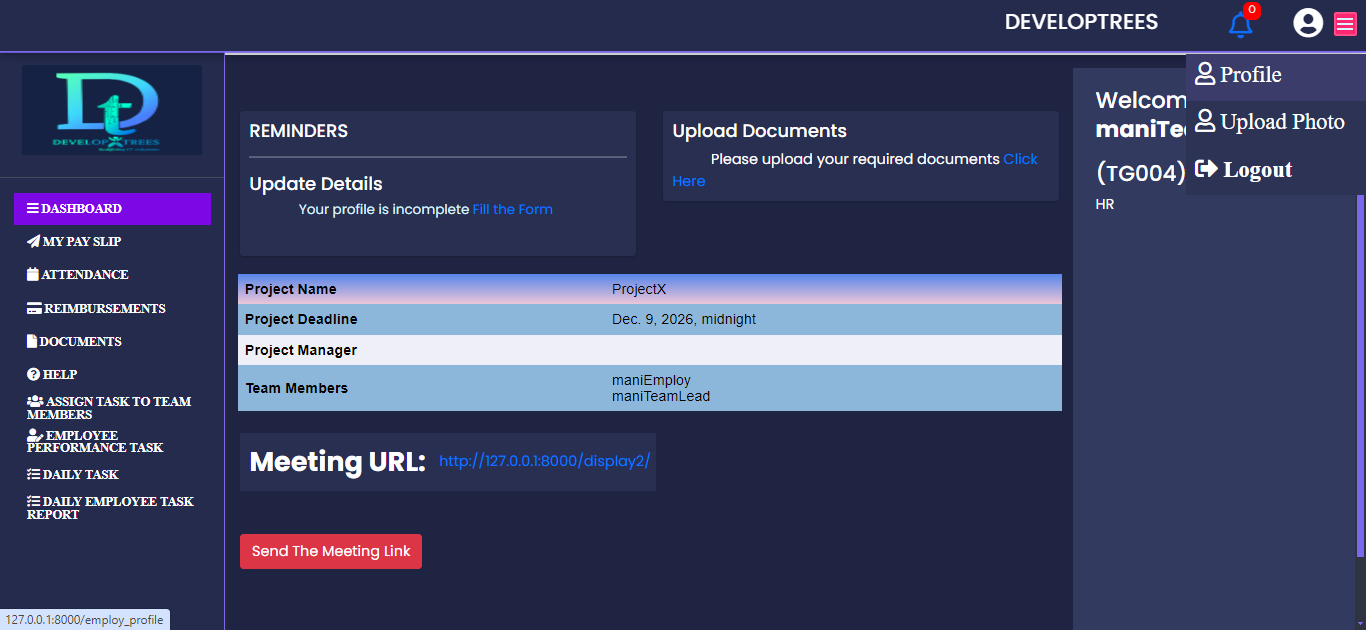 DEVELOPTREES
0
Profile
Upload Photo
Logout
Dt
DEVELOPTREES
DASHBOARD
MY PAY SLIP
ATTENDANCE
REIMBURSEMENTS
DOCUMENTS
HELP
ASSIGN TASK TO TEAM
MEMBERS
EMPLOYEE
PERFORMANCE TASK
DAILY TASK
DAILY EMPLOYEE TASK
REPORT
REMINDERS
Update Details
Your profile is incomplete Fill the Form
Upload Documents
Please upload your required documents Click
Here
Project Name ProjectX
Project Deadline Dec. 9, 2026, midnight
Project Manager
Team Members maniEmploy
maniTeamLead
Meeting URL: http://127.0.0.1:8000/display2/
Send The Meeting Link
Welcom
maniTe
(TG004)
HR
127.0.0.1:8000/employ_profile